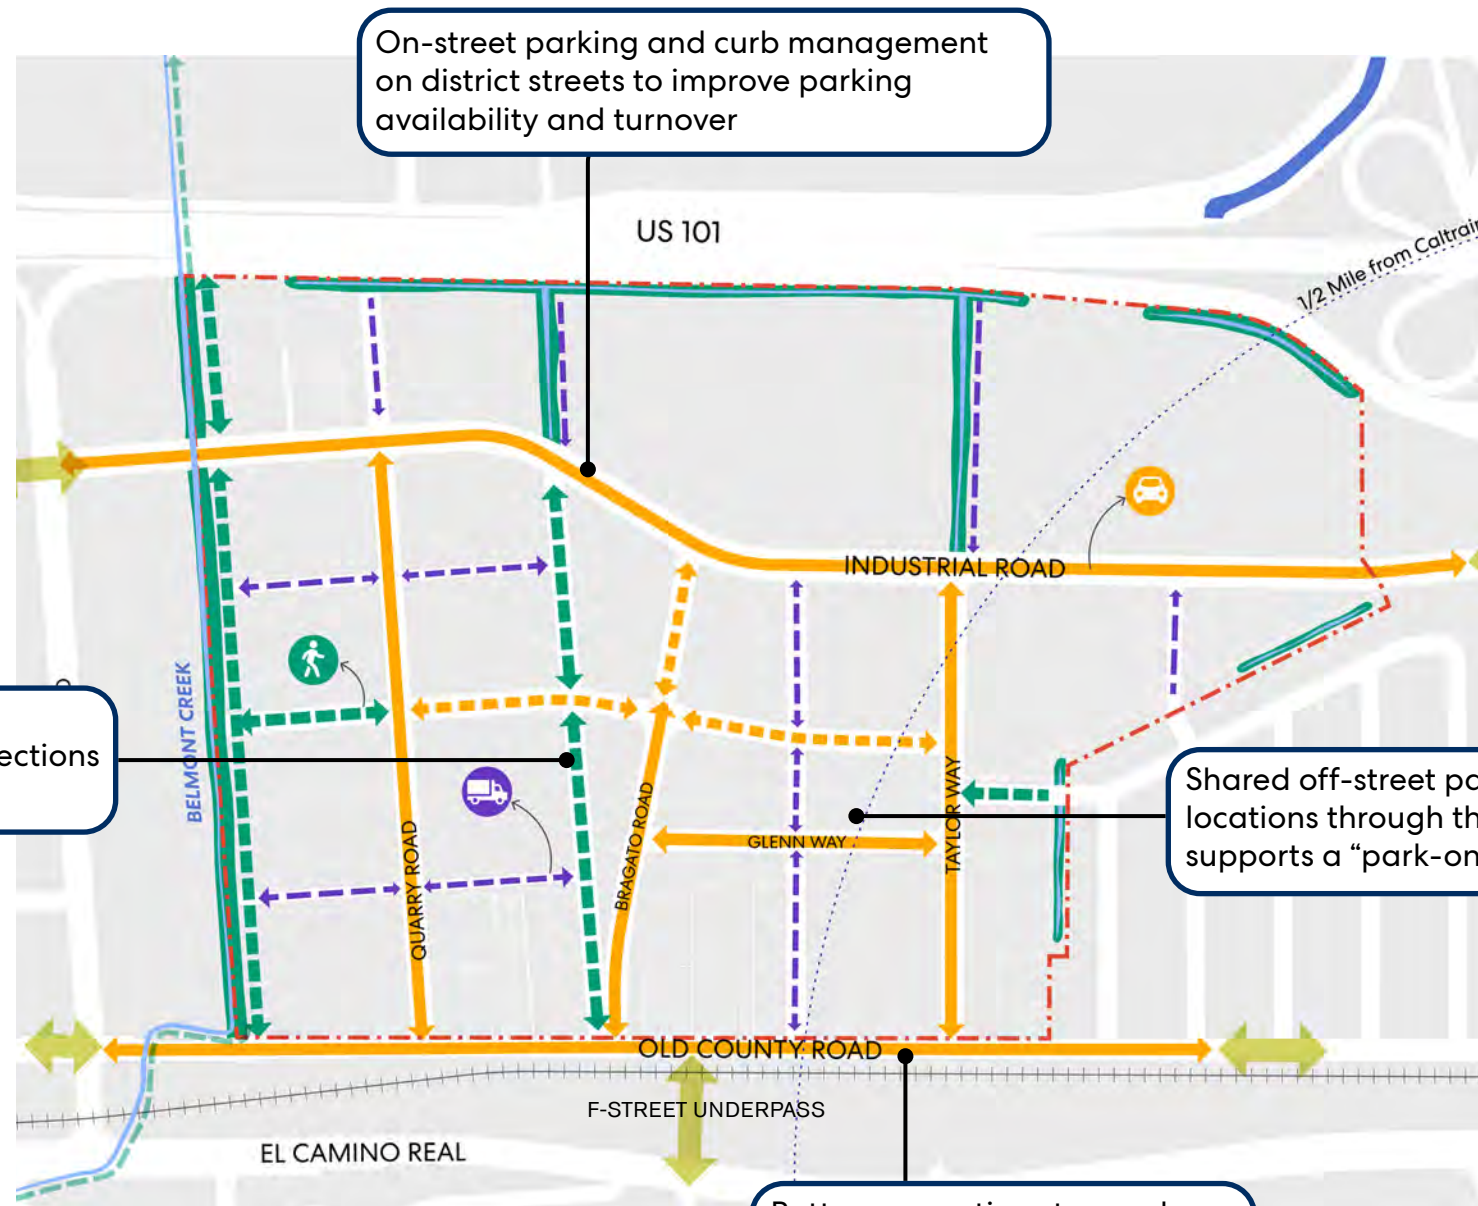 On-street parking and curb management
on district streets to improve parking
availability and turnover
US 101
1/2 Mile from Caltrain
INDUSTRIAL ROAD
BELMONT CREEK
QUARRY ROAD
BRAGATO ROAD
GLENN WAY
TAYLOR WAY
ections
Shared off-street pa
locations through th
supports a “park-on
OLD COUNTY ROAD
F-STREET UNDERPASS
EL CAMINO REAL